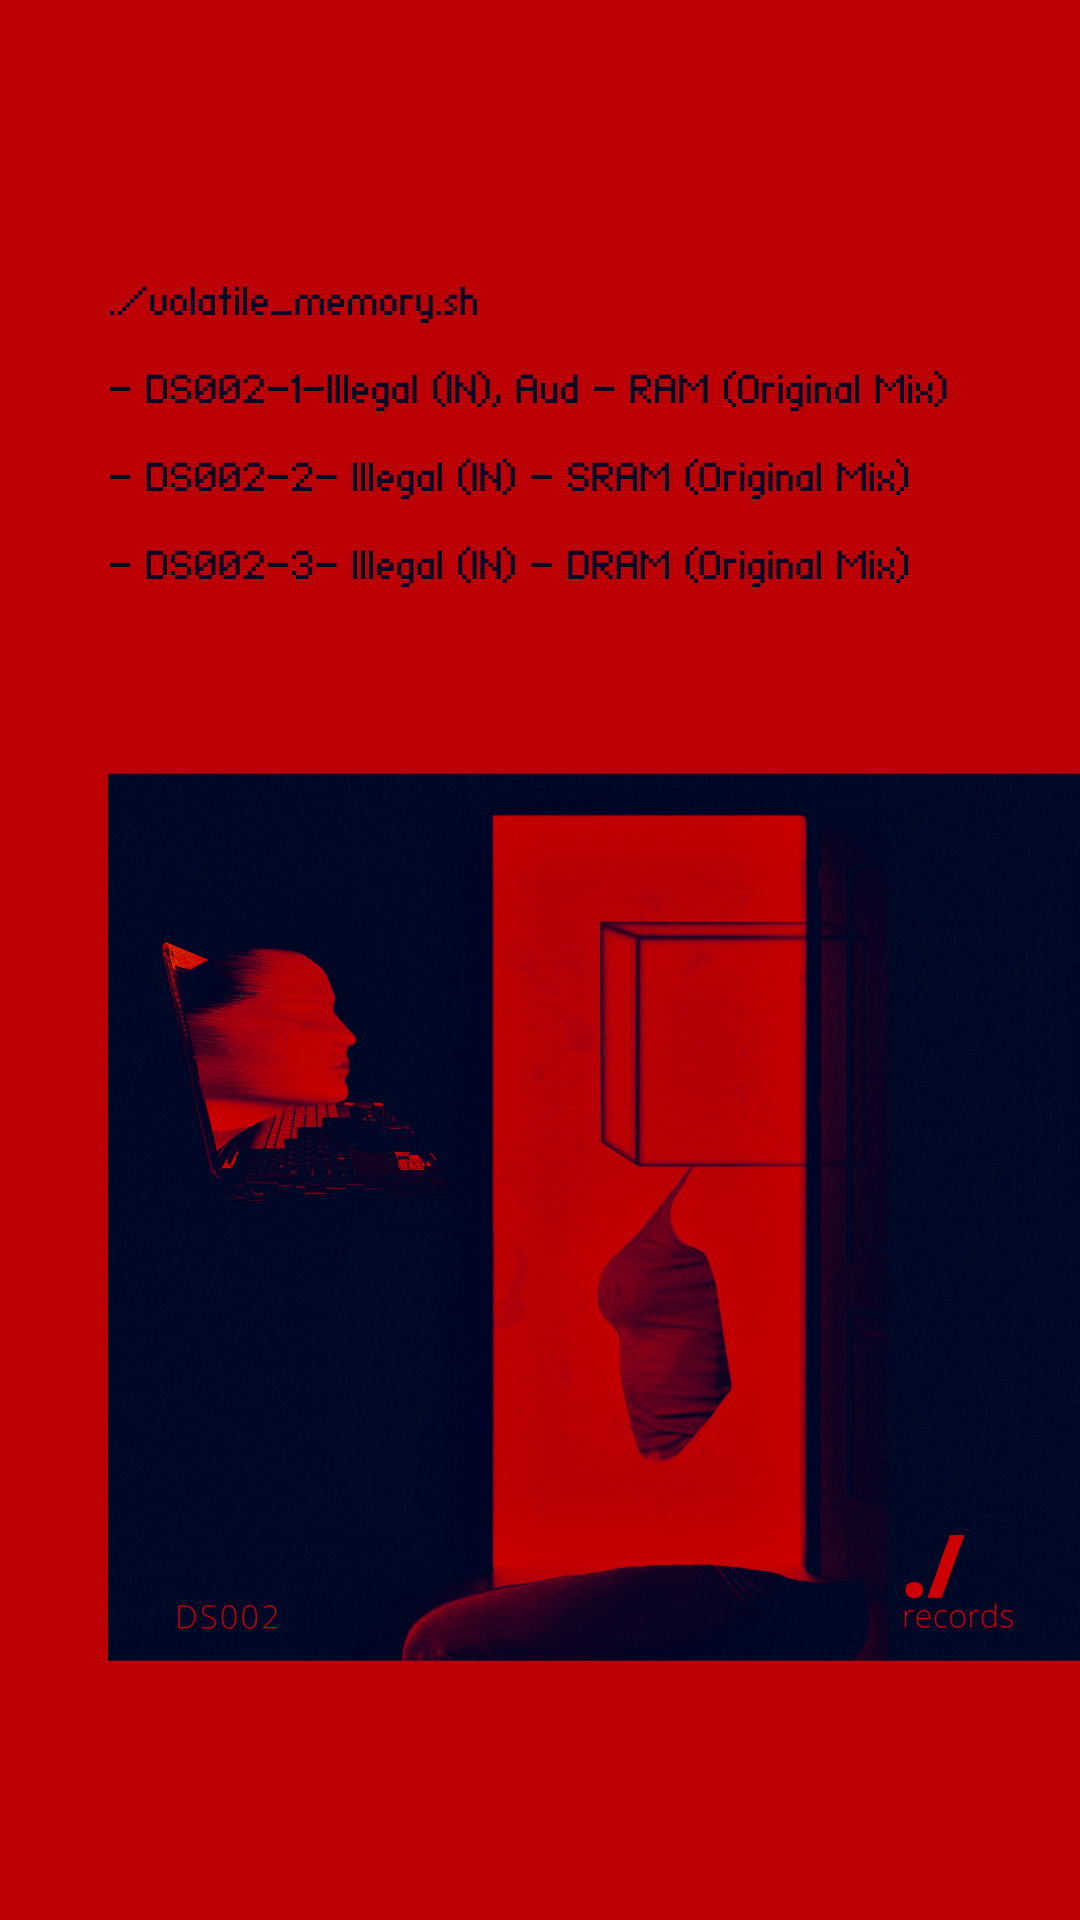 ./volatile_memory.sh
- DS002-1-Illegal (IN), Aud - RAM (Original Mix)
- DS002-2- Illegal (IN) - SRAM (Original Mix)
- DS002-3- Illegal (IN) - DRAM (Original Mix)
DS002
./
records